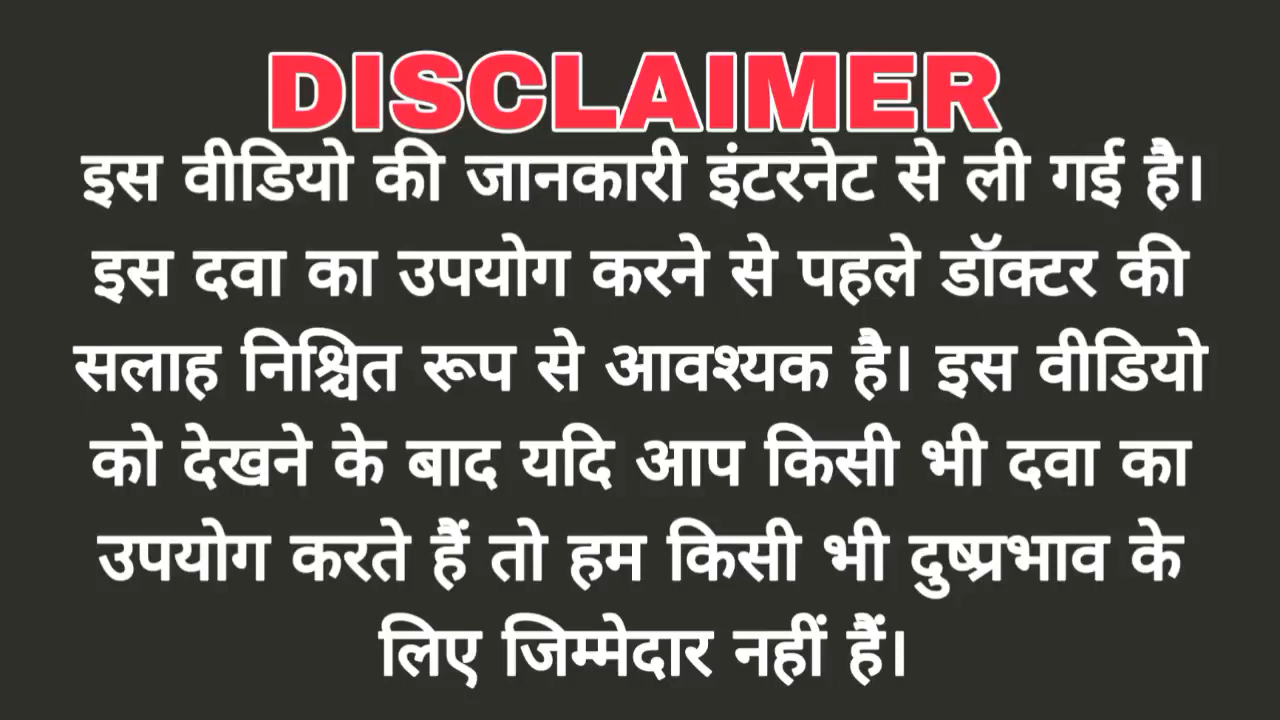 DISCLAIMER
इस वीडियो की जानकारी इंटरनेट से ली गई है।
इस दवा का उपयोग करने से पहले डॉक्टर की
सलाह निश्चित रूप से आवश्यक है। इस वीडियो
को देखने के बाद यदि आप किसी भी दवा का
उपयोग करते हैं तो हम किसी भी दुष्प्रभाव के
लिए जिम्मेदार नहीं हैं।